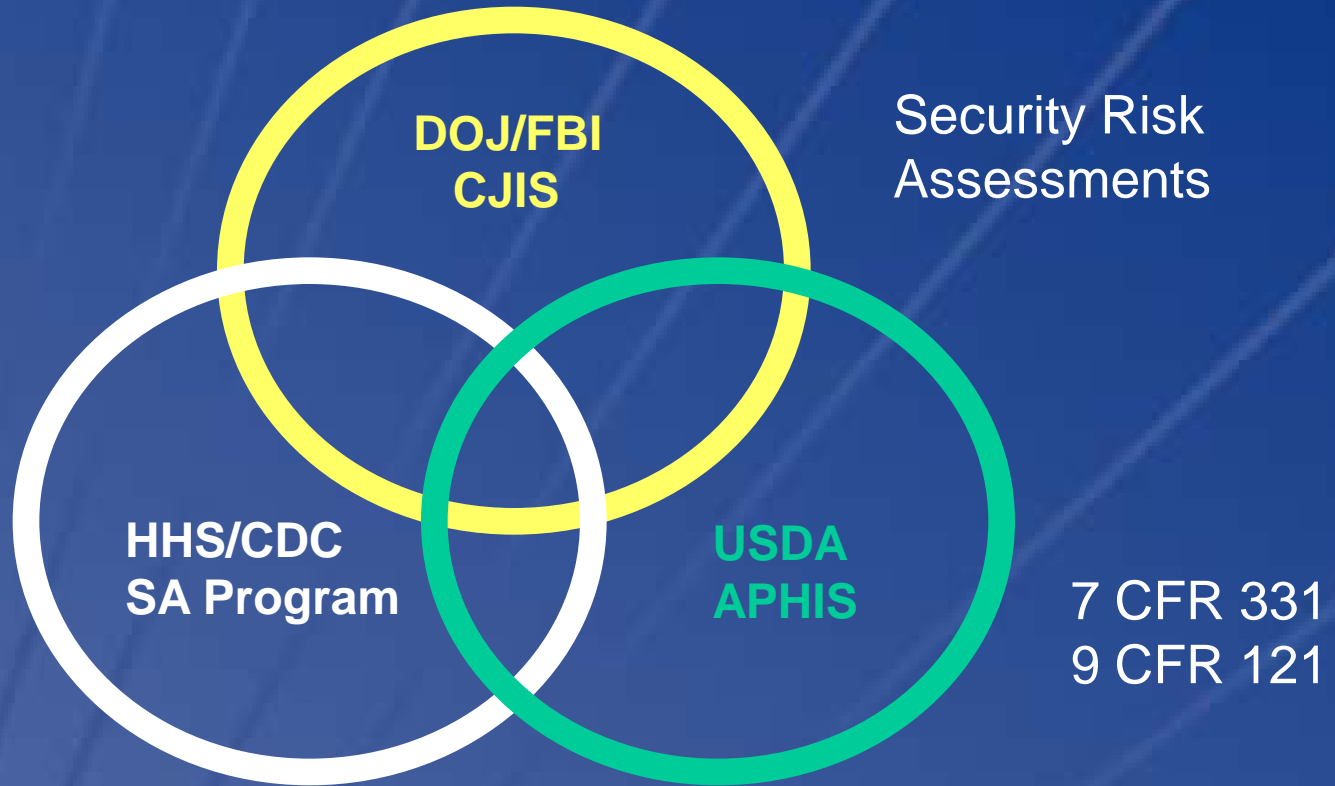 DOJ/FBI
CJIS
Security Risk
Assessments
HHS/CDC
SA Program
USDA
APHIS
7 CFR 331
9 CFR 121